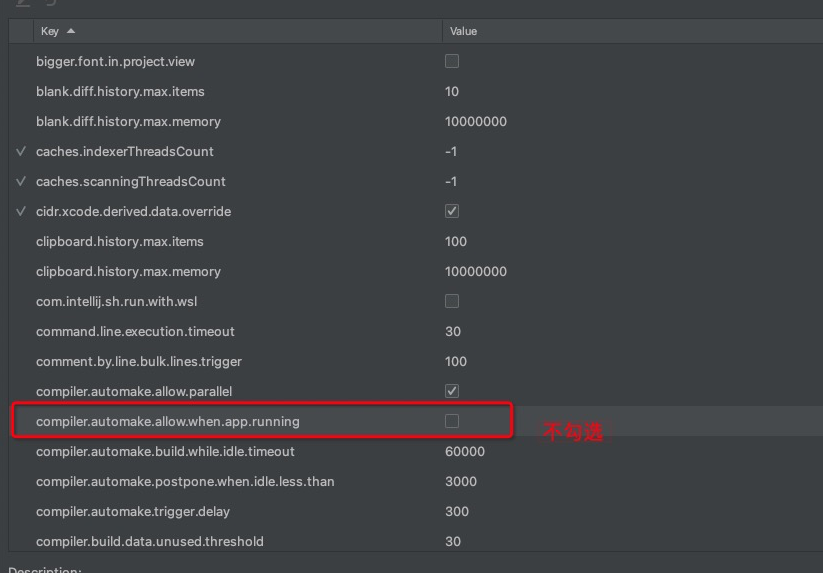 Key Value
bigger.font.in.project.view
blank.diff.history.max.items 10
blank.diff.history.max.memory 10000000
caches.indexerThreadsCount -1
caches.scanningThreadsCount -1
cidr.xcode.derived.data.override
clipboard.history.max.items 100
clipboard.history.max.memory 10000000
com.intellij.sh.run.with.wsl
command.line.execution.timeout 30
comment.by.line.bulk.lines.trigger 100
compiler.automake.allow.parallel
compiler.automake.allow.when.app.running
不勾选
compiler.automake.build.while.idle.timeout 60000
compiler.automake.postpone.when.idle.less.than 3000
compiler.automake.trigger.delay 300
compiler.build.data.unused.threshold 30
Description: